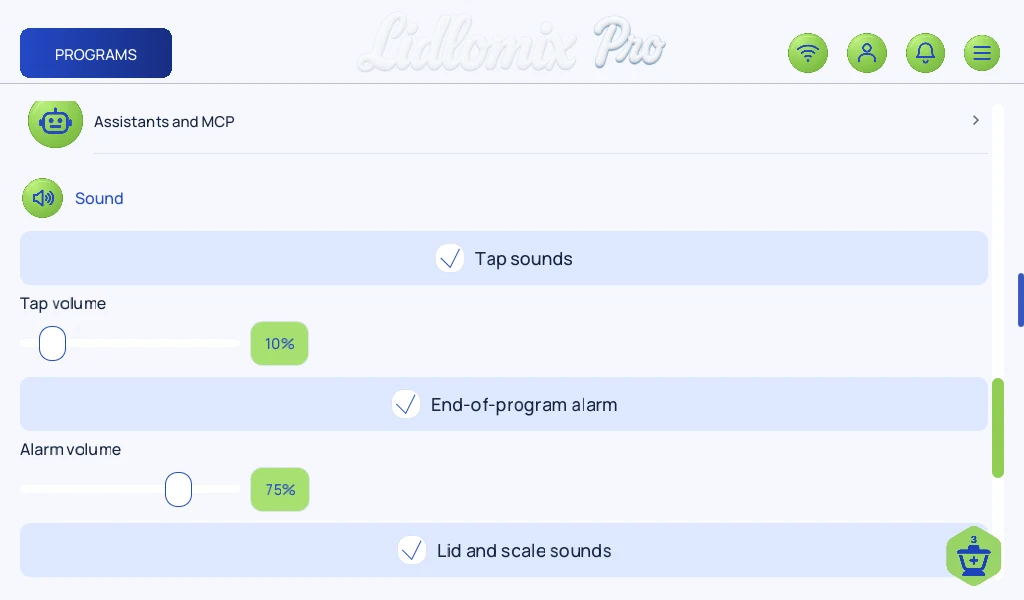 PROGRAMS
Lidlomix Pro
Assistants and MCP
Sound
Tap sounds
Tap volume
10%
End-of-program alarm
Alarm volume
75%
Lid and scale sounds
3